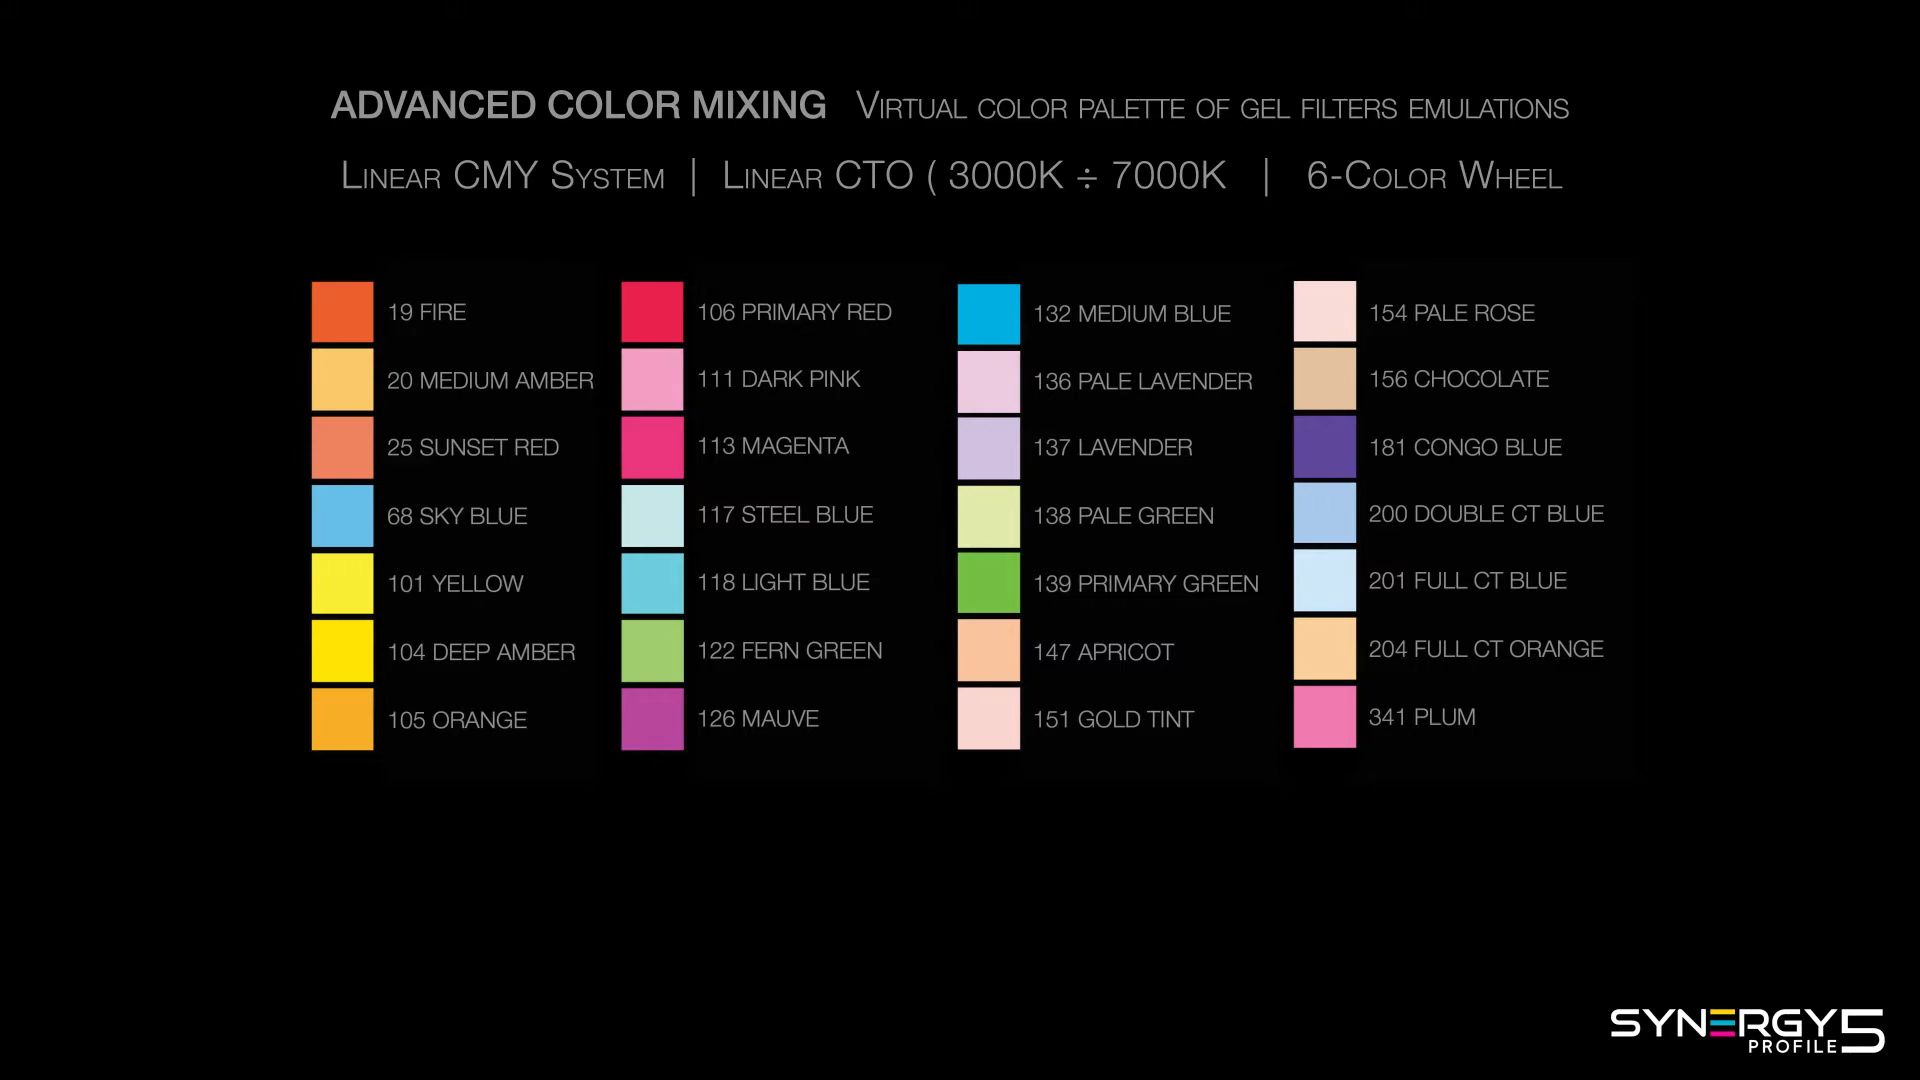 ADVANCED COLOR MIXING Virtual color palette of gel filters emulations
Linear CMY System | Linear CTO ( 3000K ÷ 7000K | 6-Color Wheel
19 FIRE
20 MEDIUM AMBER
25 SUNSET RED
68 SKY BLUE
101 YELLOW
104 DEEP AMBER
105 ORANGE
106 PRIMARY RED
111 DARK PINK
113 MAGENTA
117 STEEL BLUE
118 LIGHT BLUE
122 FERN GREEN
126 MAUVE
132 MEDIUM BLUE
136 PALE LAVENDER
137 LAVENDER
138 PALE GREEN
139 PRIMARY GREEN
147 APRICOT
151 GOLD TINT
154 PALE ROSE
156 CHOCOLATE
181 CONGO BLUE
200 DOUBLE CT BLUE
201 FULL CT BLUE
204 FULL CT ORANGE
341 PLUM
SYNERGY5
PROFILE